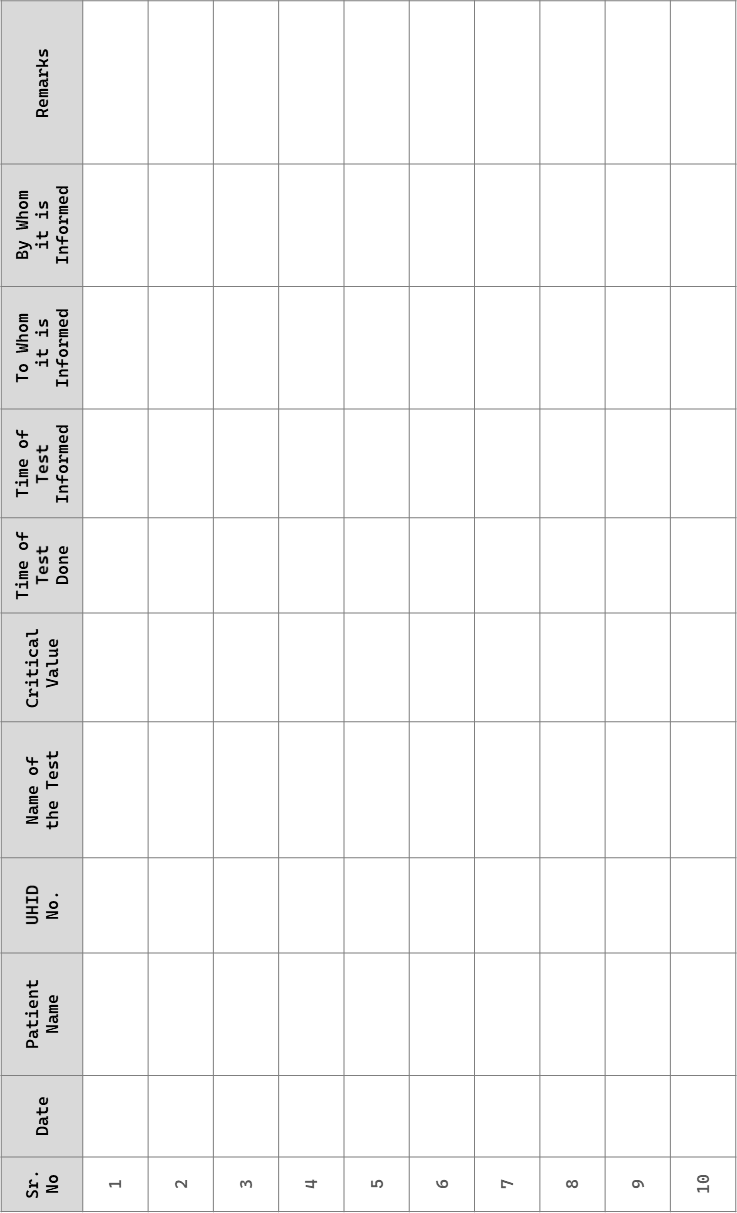 Sr.
No
Date
Patient
Name
UHID
No.
Name of
the Test
Critical
Value
Time of
Test
Done
Time of
Test
Informed
To Whom
it is
Informed
By Whom
it is
Informed
Remarks
1
2
3
4
5
6
7
8
9
10